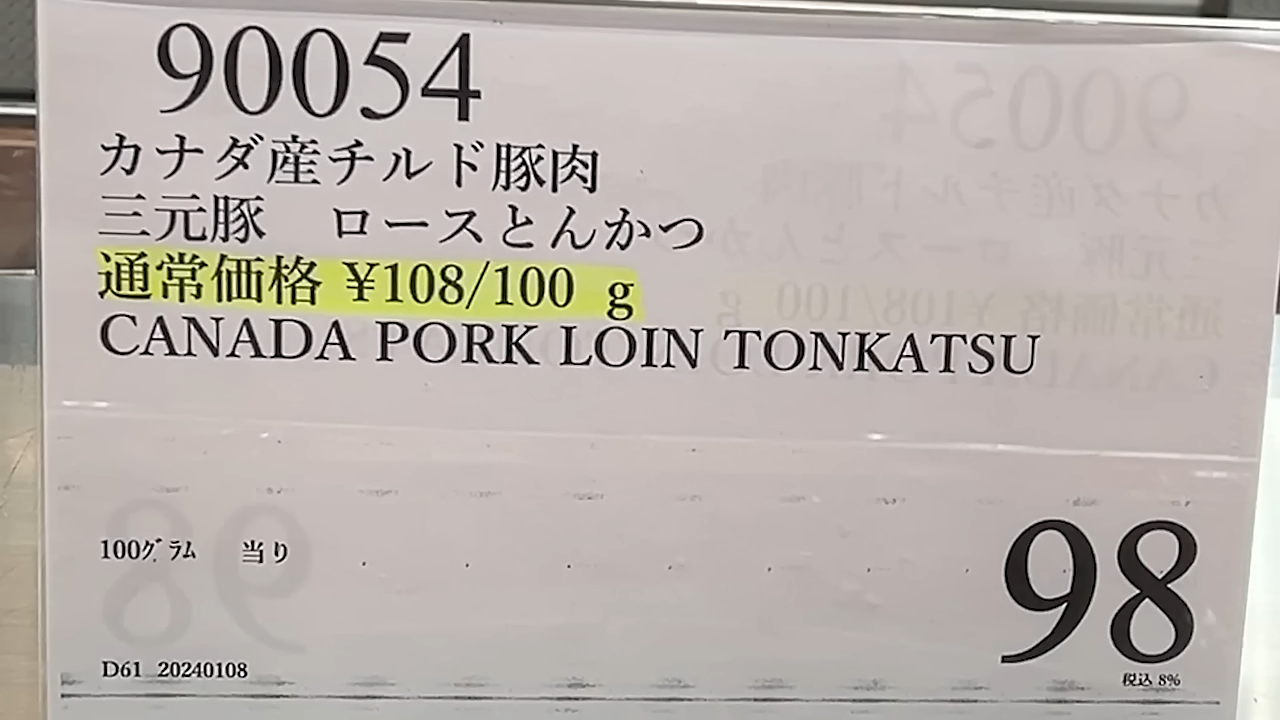 90054
カナダ産チルド豚肉
三元豚　ロースとんかつ
通常価格 ¥108/100 g
CANADA PORK LOIN TONKATSU
100ｸﾞﾗﾑ 当り
98
D61 20240108
税込 8%